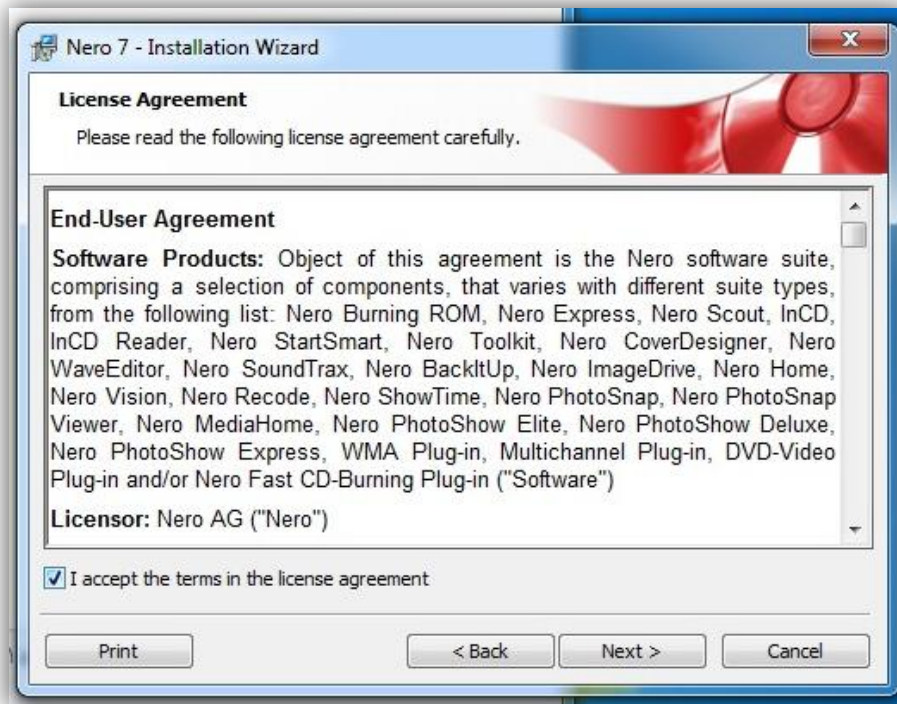 Nero 7 - Installation Wizard
License Agreement
Please read the following license agreement carefully.
End-User Agreement
Software Products: Object of this agreement is the Nero software suite,
comprising a selection of components, that varies with different suite types,
from the following list: Nero Burning ROM, Nero Express, Nero Scout, InCD,
InCD Reader, Nero StartSmart, Nero Toolkit, Nero CoverDesigner, Nero
WaveEditor, Nero SoundTrax, Nero BackItUp, Nero ImageDrive, Nero Home,
Nero Vision, Nero Recode, Nero ShowTime, Nero PhotoSnap, Nero PhotoSnap
Viewer, Nero MediaHome, Nero PhotoShow Elite, Nero PhotoShow Deluxe,
Nero PhotoShow Express, WMA Plug-in, Multichannel Plug-in, DVD-Video
Plug-in and/or Nero Fast CD-Burning Plug-in ("Software")
Licensor: Nero AG ("Nero")
I accept the terms in the license agreement
Print < Back Next > Cancel